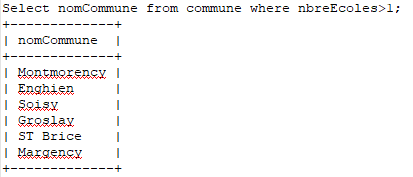 Select nomCommune from commune where nbreEcoles>1;
+-------------+
| nomCommune  |
+-------------+
| Montmorency |
| Enghien     |
| Soisy       |
| Groslay     |
| ST Brice    |
| Margency    |
+-------------+